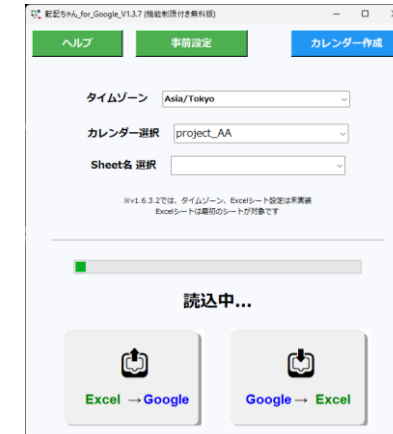 転記ちゃん_for_Google_V1.3.7 (機能制限付き無料版)
ヘルプ 事前設定 カレンダー作成
タイムゾーン Asia/Tokyo
カレンダー選択 project_AA
Sheet名 選択
※v1.6.3.2では、タイムゾーン、Excelシート設定は未実装
Excelシートは最初のシートが対象です
読込中...
Excel →Google Google→ Excel